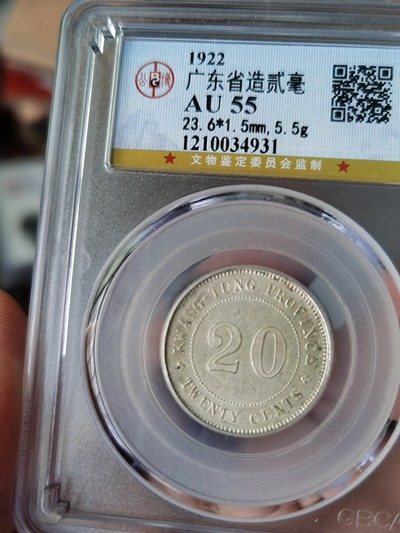 1922
广东省造贰毫
AU 55
23.6*1.5mm,5.5g
1210034931
★ 文物鉴定委员会监制 ★
KWANG-TUNG PROVINCE
20
TWENTY CENTS
GBCA